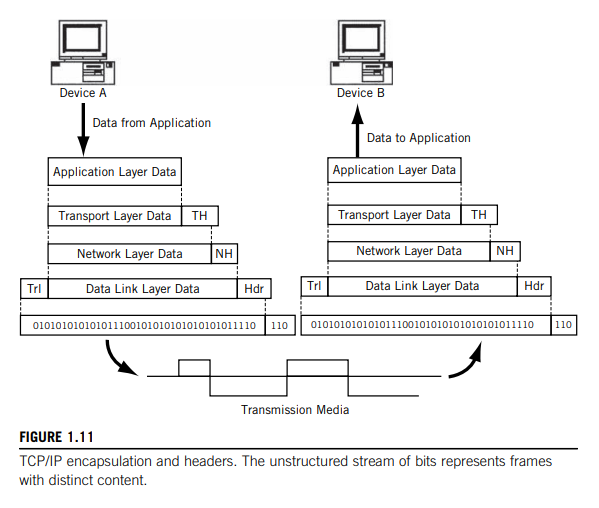 Device A
Device B
Data from Application
Data to Application
Application Layer Data
Application Layer Data
Transport Layer Data TH
Transport Layer Data TH
Network Layer Data NH
Network Layer Data NH
Trl Data Link Layer Data Hdr
Trl Data Link Layer Data Hdr
010101010101011100101010101010101011110 110
010101010101011100101010101010101011110 110
Transmission Media
FIGURE 1.11
TCP/IP encapsulation and headers. The unstructured stream of bits represents frames
with distinct content.